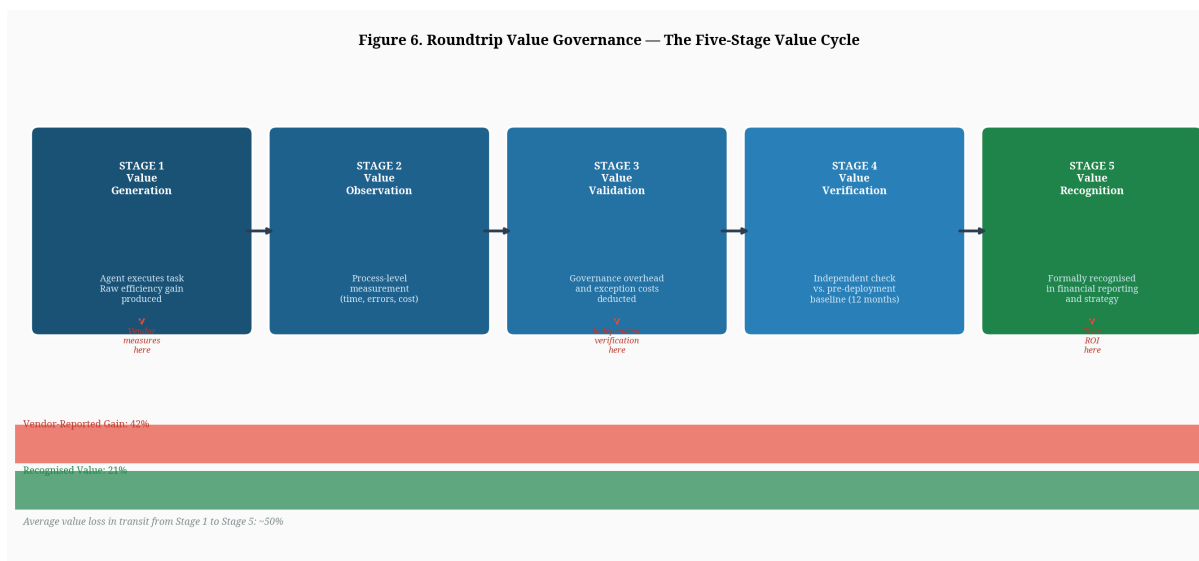 Figure 6. Roundtrip Value Governance — The Five-Stage Value Cycle
STAGE 1
Value
Generation
Agent executes task
Raw efficiency gain
produced
Vendor
measures
here
STAGE 2
Value
Observation
Process-level
measurement
(time, errors, cost)
STAGE 3
Value
Validation
Governance overhead
and exception costs
deducted
verification
here
STAGE 4
Value
Verification
Independent check
vs. pre-deployment
baseline (12 months)
STAGE 5
Value
Recognition
Formally recognised
in financial reporting
and strategy
ROI
here
Vendor-Reported Gain: 42%
Recognised Value: 21%
Average value loss in transit from Stage 1 to Stage 5: ~50%